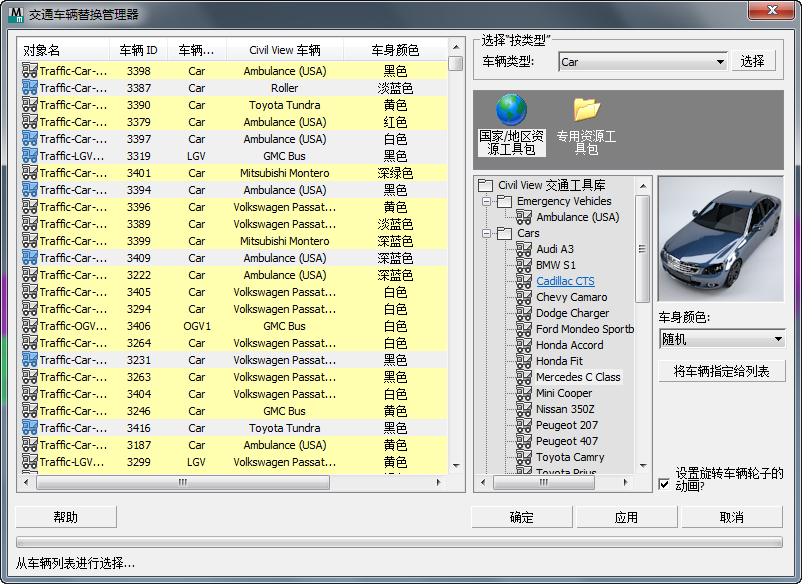 交通车辆替换管理器
对象名 车辆 ID 车辆... Civil View 车辆 车身颜色
Traffic-Car-... 3398 Car Ambulance (USA) 黑色
Traffic-Car-... 3387 Car Roller 淡蓝色
Traffic-Car-... 3390 Car Toyota Tundra 黄色
Traffic-Car-... 3379 Car Ambulance (USA) 红色
Traffic-Car-... 3397 Car Ambulance (USA) 白色
Traffic-LGV... 3319 LGV GMC Bus 黑色
Traffic-Car-... 3401 Car Mitsubishi Montero 深绿色
Traffic-Car-... 3394 Car Ambulance (USA) 黑色
Traffic-Car-... 3396 Car Volkswagen Passat... 黄色
Traffic-Car-... 3389 Car Volkswagen Passat... 淡蓝色
Traffic-Car-... 3399 Car Mitsubishi Montero 深蓝色
Traffic-Car-... 3409 Car Ambulance (USA) 深蓝色
Traffic-Car-... 3222 Car Ambulance (USA) 深蓝色
Traffic-Car-... 3405 Car Volkswagen Passat... 白色
Traffic-Car-... 3294 Car Volkswagen Passat... 白色
Traffic-OGV... 3406 OGV1 GMC Bus 白色
Traffic-Car-... 3264 Car Volkswagen Passat... 白色
Traffic-Car-... 3231 Car Volkswagen Passat... 黑色
Traffic-Car-... 3263 Car Volkswagen Passat... 黑色
Traffic-Car-... 3404 Car Volkswagen Passat... 白色
Traffic-Car-... 3246 Car GMC Bus 黄色
Traffic-Car-... 3416 Car Toyota Tundra 黑色
Traffic-Car-... 3187 Car Ambulance (USA) 黄色
Traffic-LGV... 3299 LGV Volkswagen Passat... 黄色
选择"按类型"
车辆类型: Car 选择
国家/地区资
源工具包
专用资源工
具包
Civil View 交通工具库
Emergency Vehicles
Ambulance (USA)
Cars
Audi A3
BMW S1
Cadillac CTS
Chevy Camaro
Dodge Charger
Ford Mondeo Sportb
Honda Accord
Honda Fit
Mercedes C Class
Mini Cooper
Nissan 350Z
Peugeot 207
Peugeot 407
Toyota Camry
Toyota Prius
车身颜色:
随机
将车辆指定给列表
设置旋转车辆轮子的
动画?
帮助 确定 应用 取消
从车辆列表进行选择...